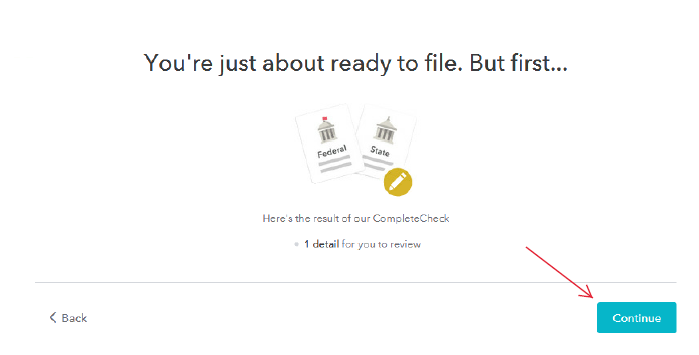 You're just about ready to file. But first...
Federal
State
Here's the result of our CompleteCheck
1 detail for you to review
Back
Continue